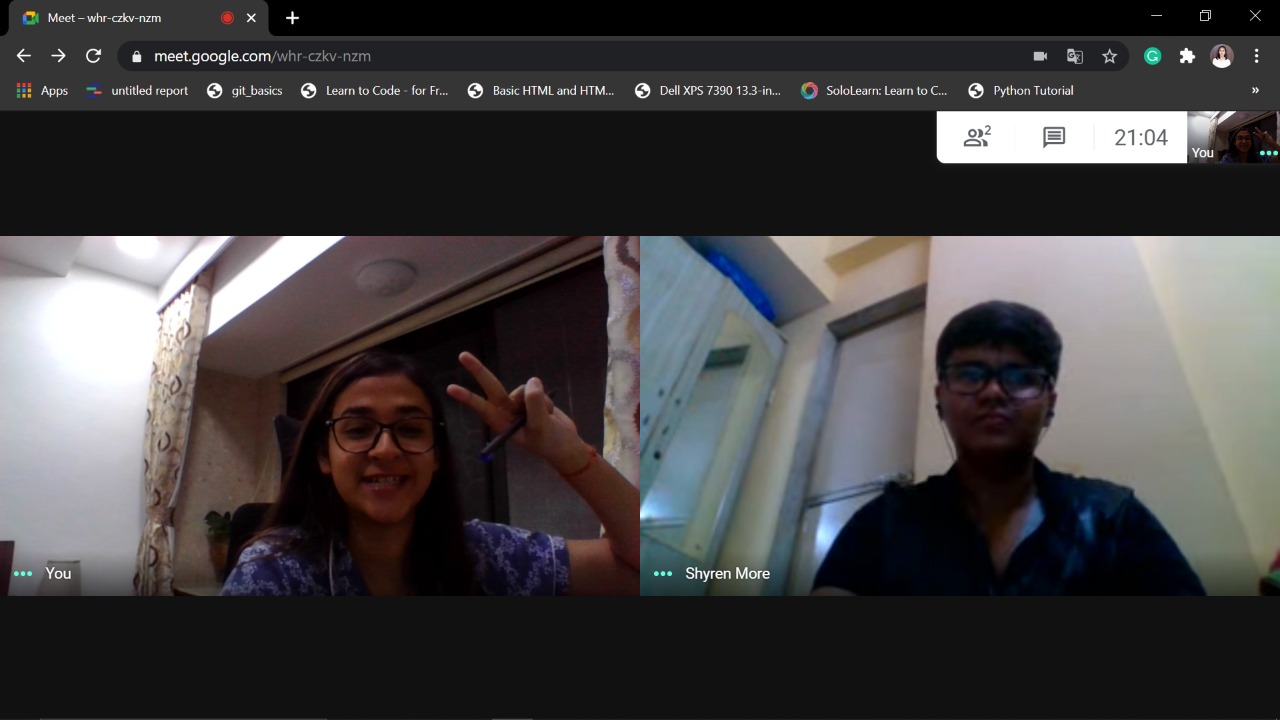 Meet – whr-czkv-nzm
meet.google.com/whr-czkv-nzm
Apps untitled report git_basics Learn to Code - for Fr... Basic HTML and HTM... Dell XPS 7390 13.3-in... SoloLearn: Learn to C... Python Tutorial »
2 21:04 You
You Shyren More